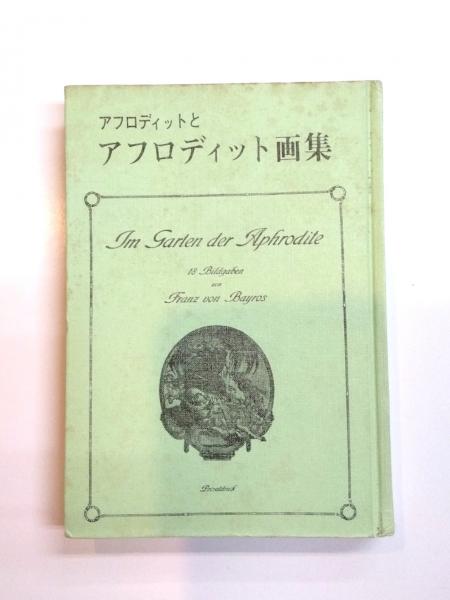 アフロディットと
アフロディット画集
Im Garten der Aphrodite
18 Bildgaben
von
Franz von Bayros
Privatdruck